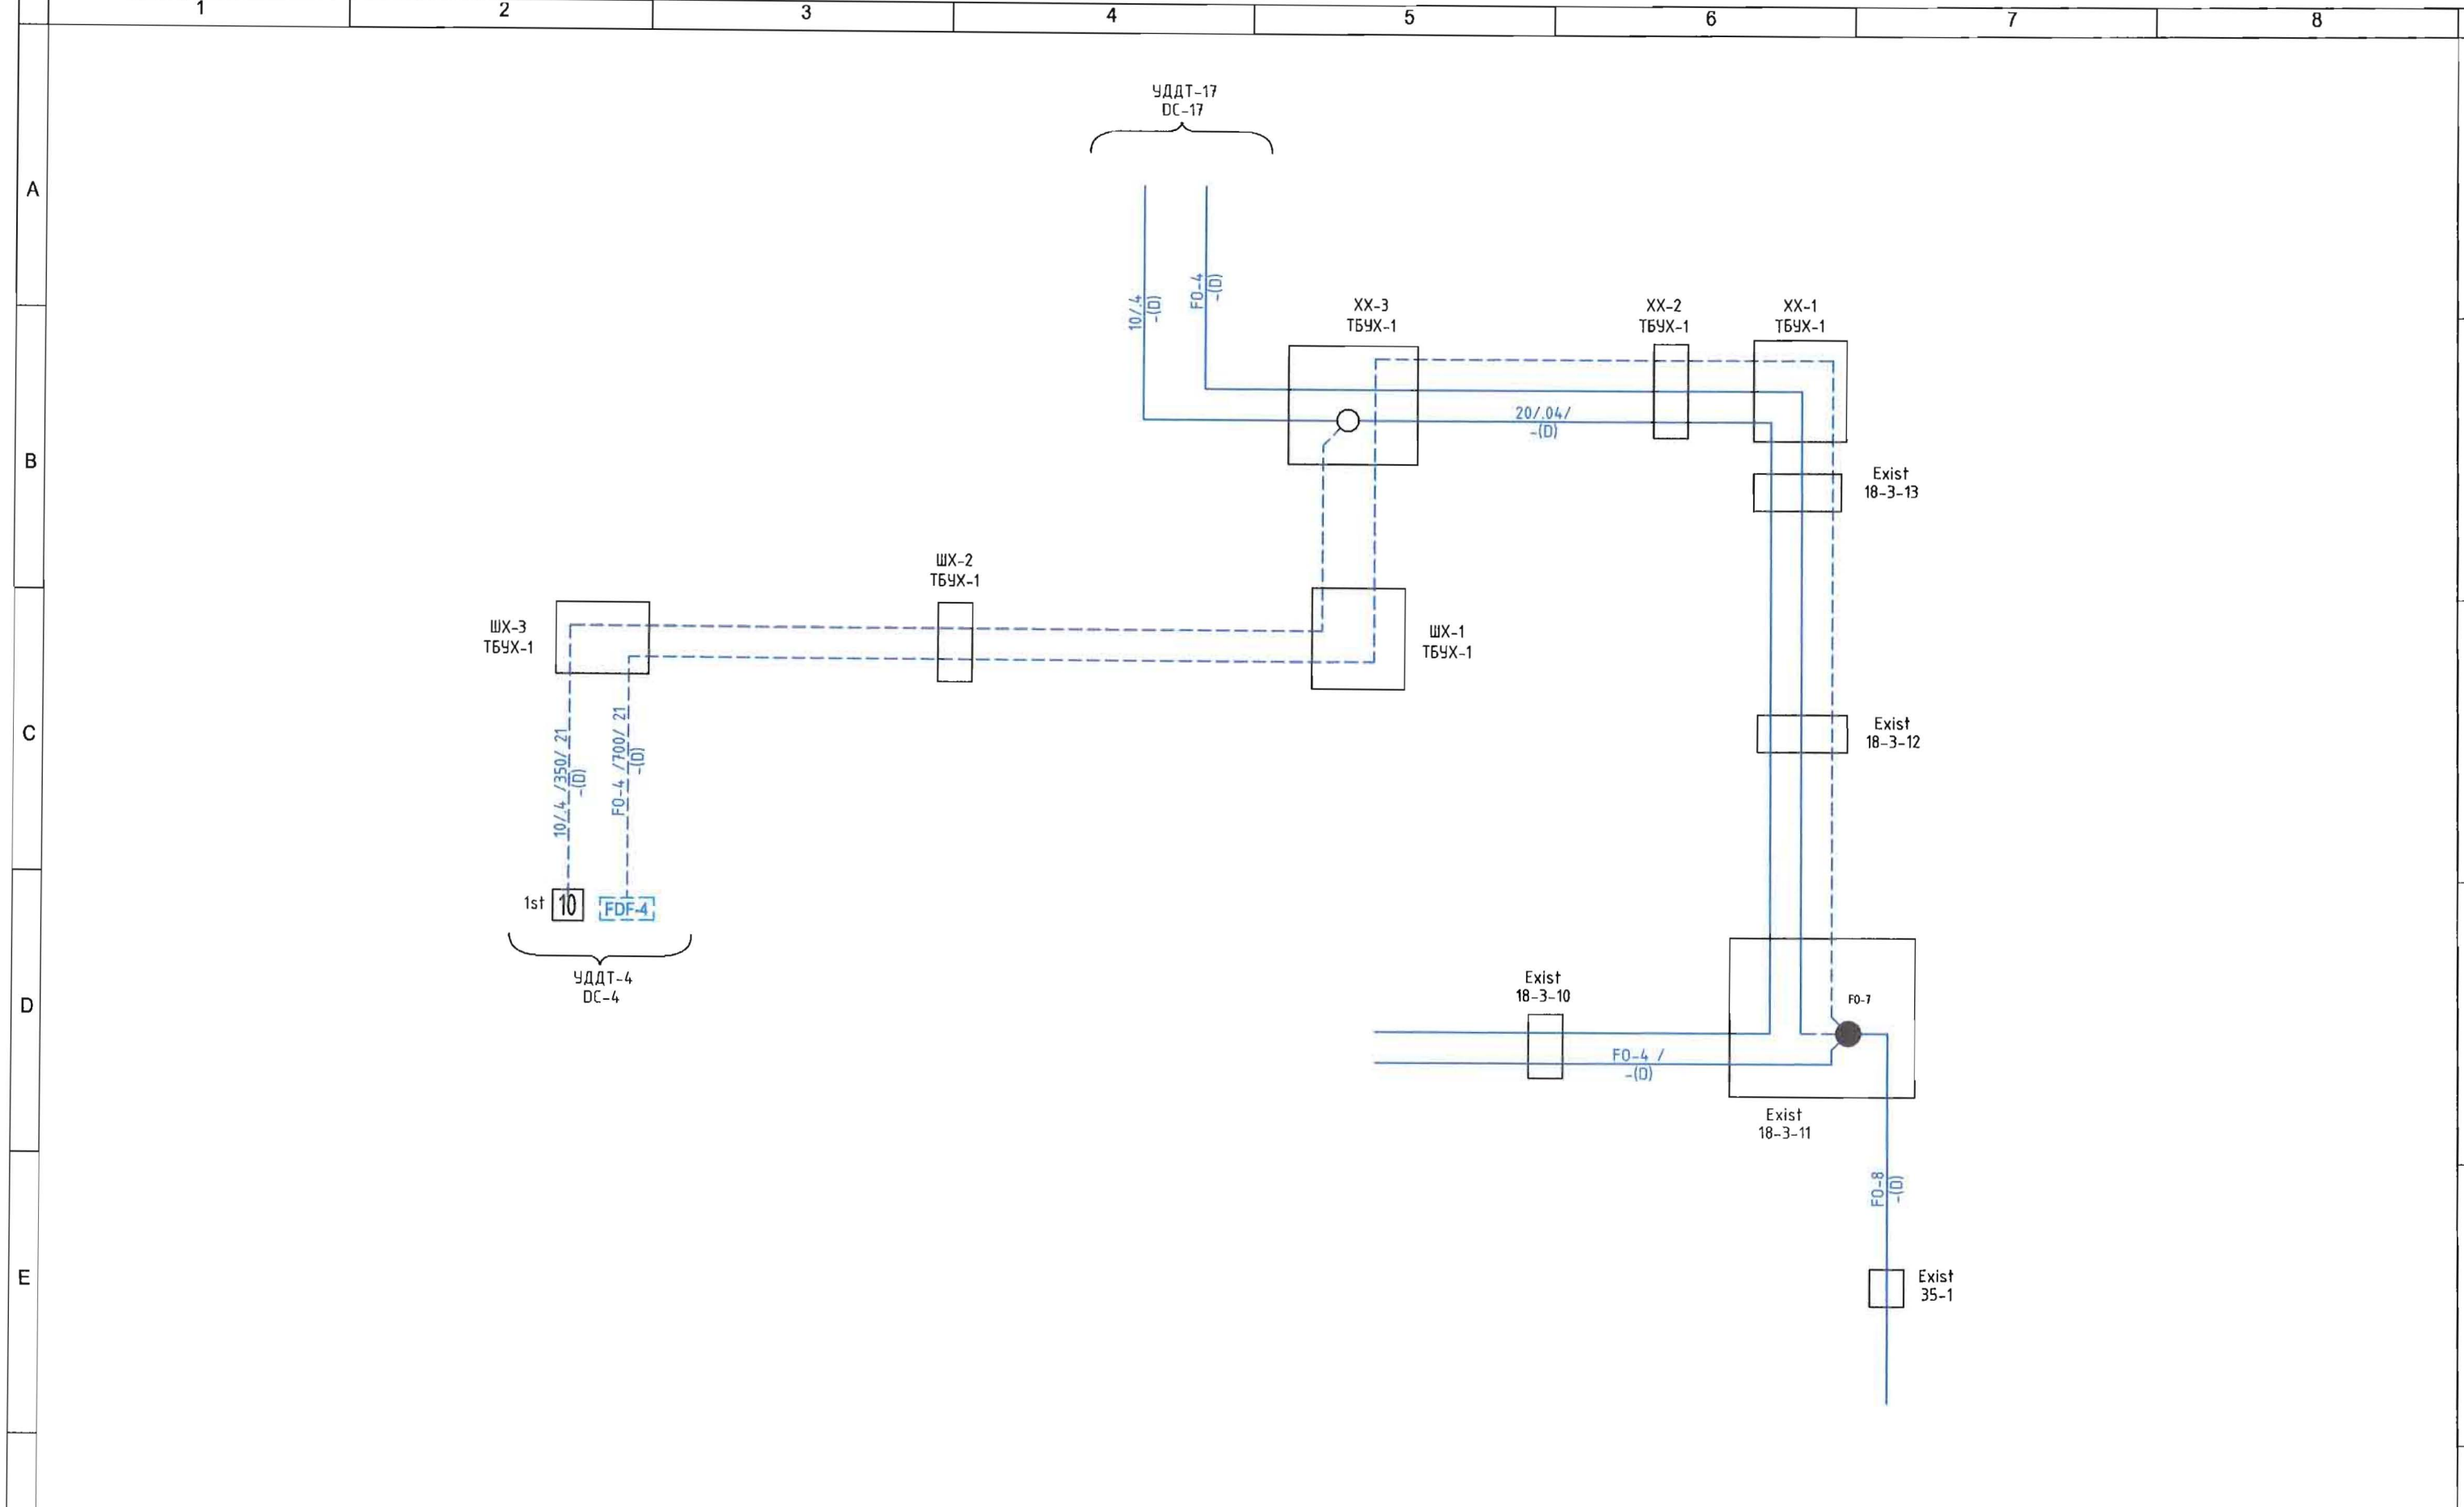 1 2 3 4 5 6 7 8
A
B
C
D
E
УДДТ-17
DC-17
10/.4
-(D)
FO-4
-(D)
ХХ-3
ТБУХ-1
ХХ-2
ТБУХ-1
ХХ-1
ТБУХ-1
20/.04/
-(D)
Exist
18-3-13
ШХ-2
ТБУХ-1
ШХ-3
ТБУХ-1
ШХ-1
ТБУХ-1
10/.4 /350/ 21
-(D)
FO-4 /700/ 21
-(D)
Exist
18-3-12
1st 10 FDF-4
УДДТ-4
DC-4
Exist
18-3-10
FO-7
FO-4 /
-(D)
Exist
18-3-11
FO-8
-(D)
Exist
35-1